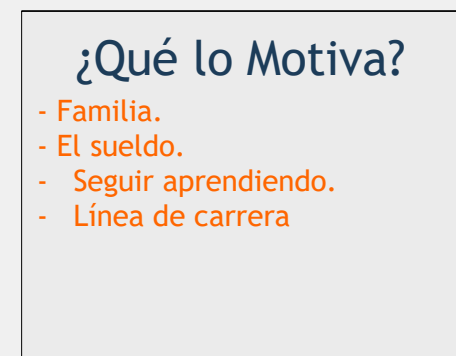 ¿Qué lo Motiva?
- Familia.
- El sueldo.
- Seguir aprendiendo.
- Línea de carrera